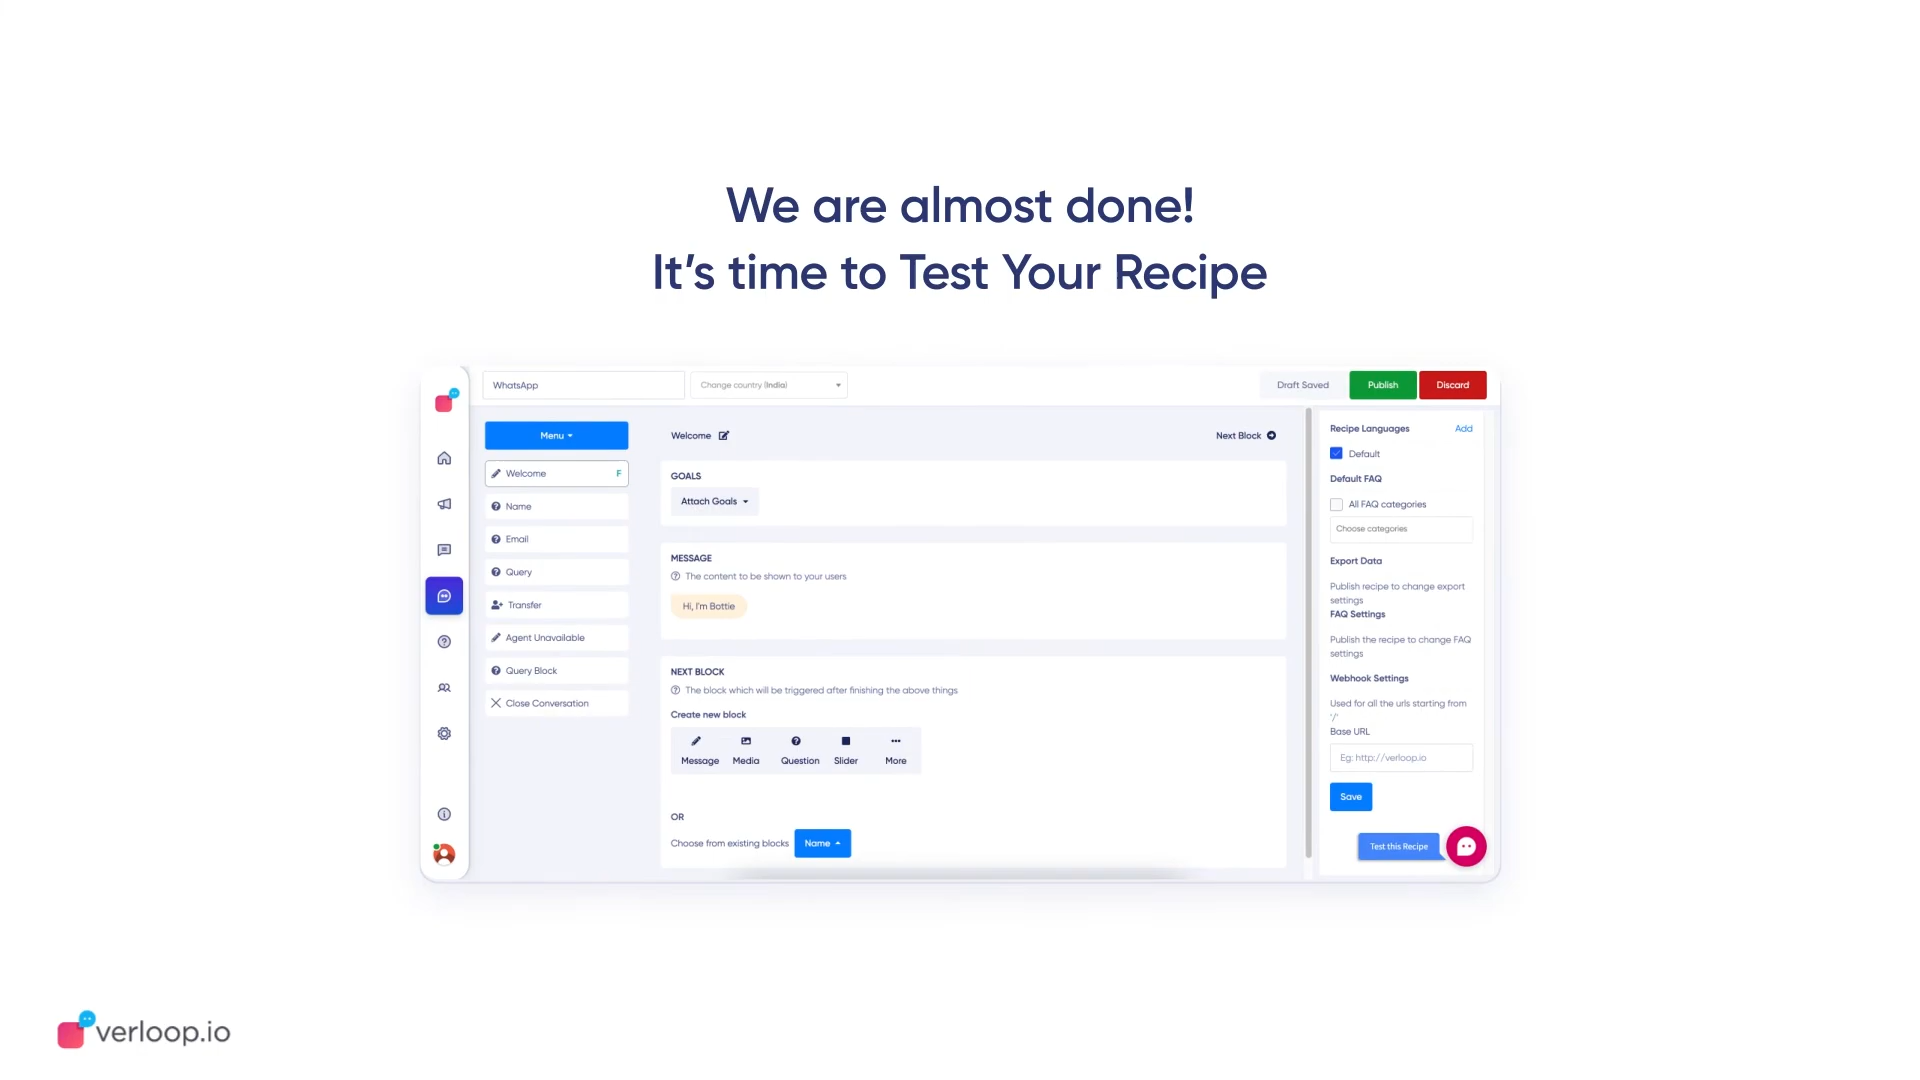 We are almost done!
It's time to Test Your Recipe
WhatsApp
Change country (India)
Draft Saved
Publish
Discard
Menu
Welcome F
Name
Email
Query
Transfer
Agent Unavailable
Query Block
Close Conversation
Welcome
Next Block
GOALS
Attach Goals
MESSAGE
The content to be shown to your users
Hi, I'm Bottie
NEXT BLOCK
The block which will be triggered after finishing the above things
Create new block
Message Media Question Slider More
OR
Choose from existing blocks Name
Recipe Languages Add
Default
Default FAQ
All FAQ categories
Choose categories
Export Data
Publish recipe to change export
settings
FAQ Settings
Publish the recipe to change FAQ
settings
Webhook Settings
Used for all the urls starting from
'/'
Base URL
Eg: http://verloop.io
Save
Test this Recipe
verloop.io